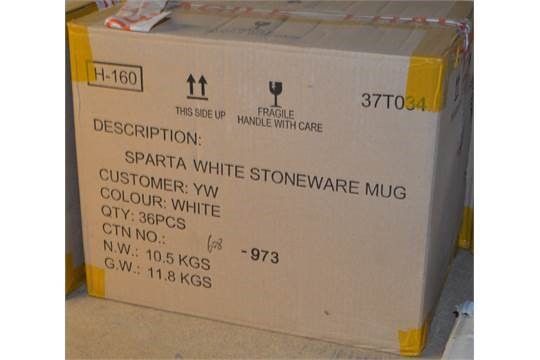 H-160
THIS SIDE UP
FRAGILE
HANDLE WITH CARE
37T034
DESCRIPTION:
SPARTA WHITE STONEWARE MUG
CUSTOMER: YW
COLOUR: WHITE
QTY: 36PCS
CTN NO.: 608 -973
N.W.: 10.5 KGS
G.W.: 11.8 KGS